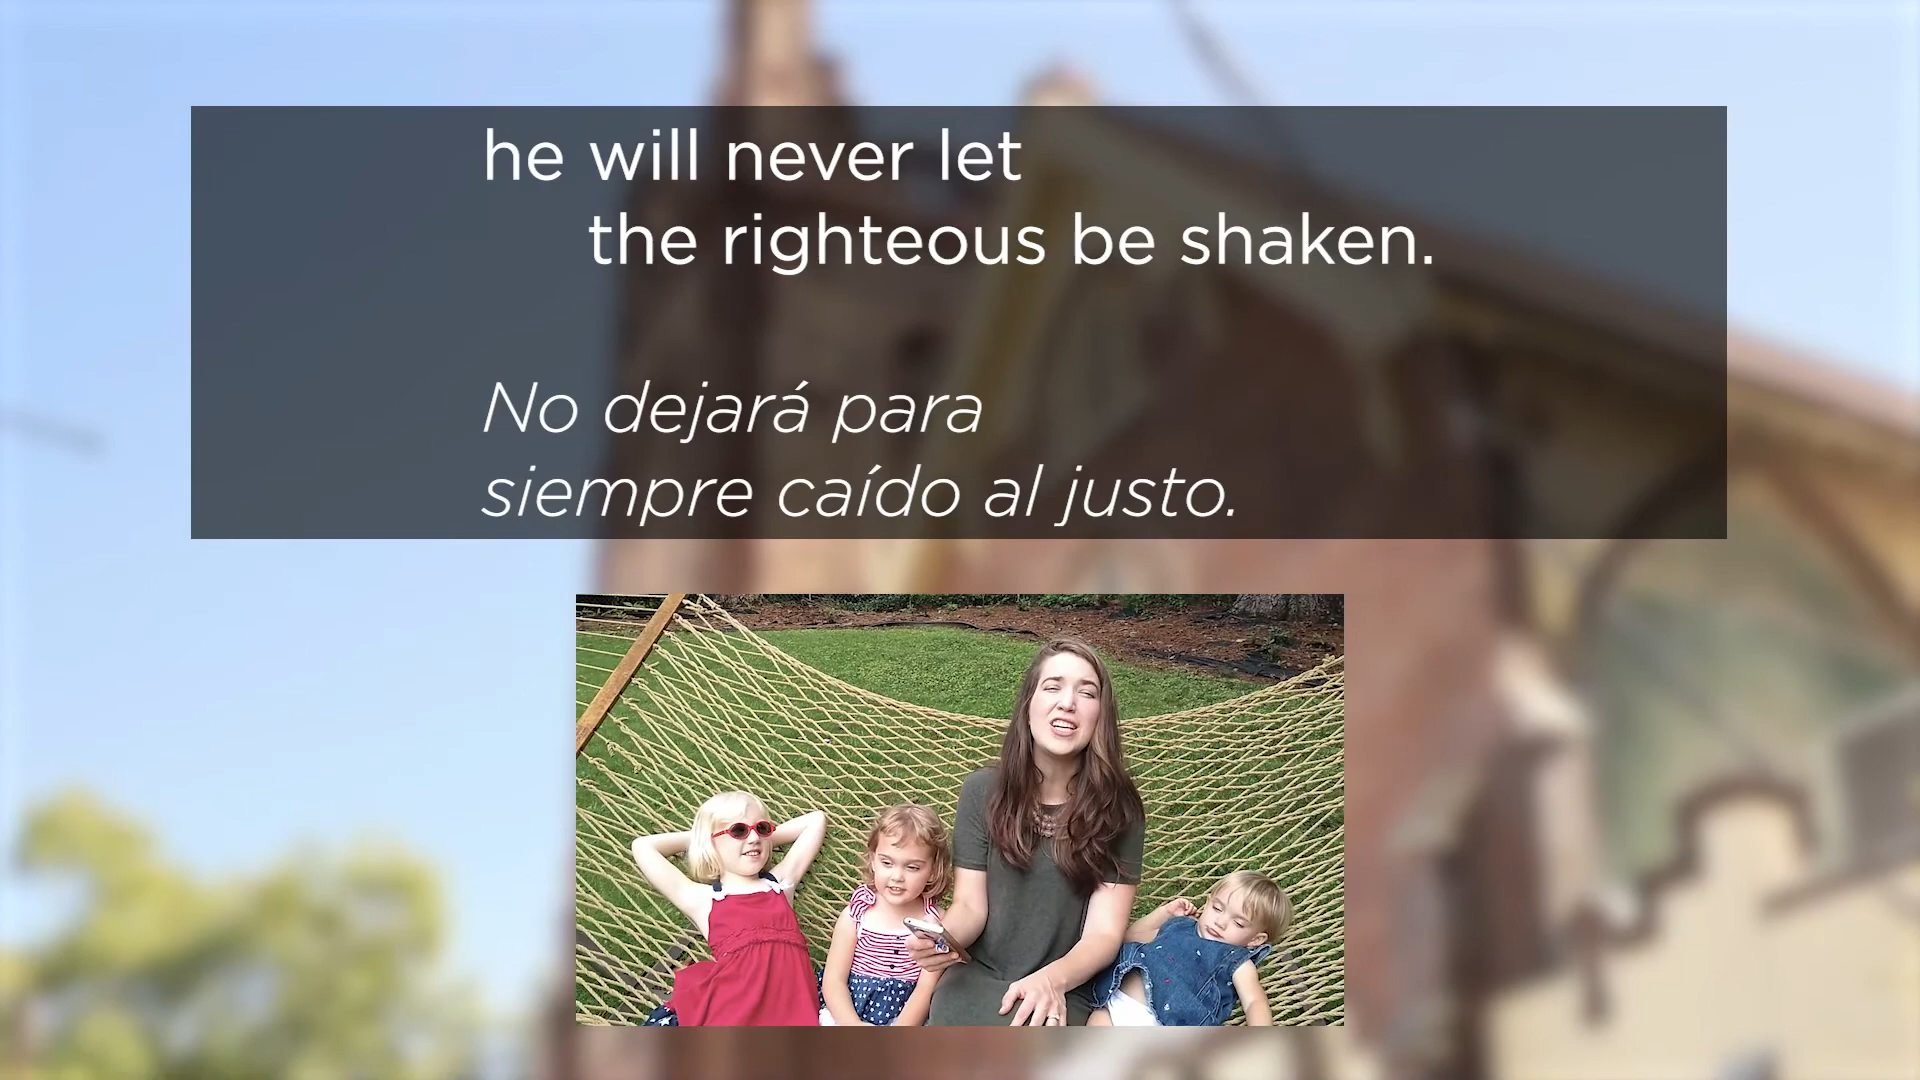 he will never let
the righteous be shaken.
No dejará para
siempre caído al justo.